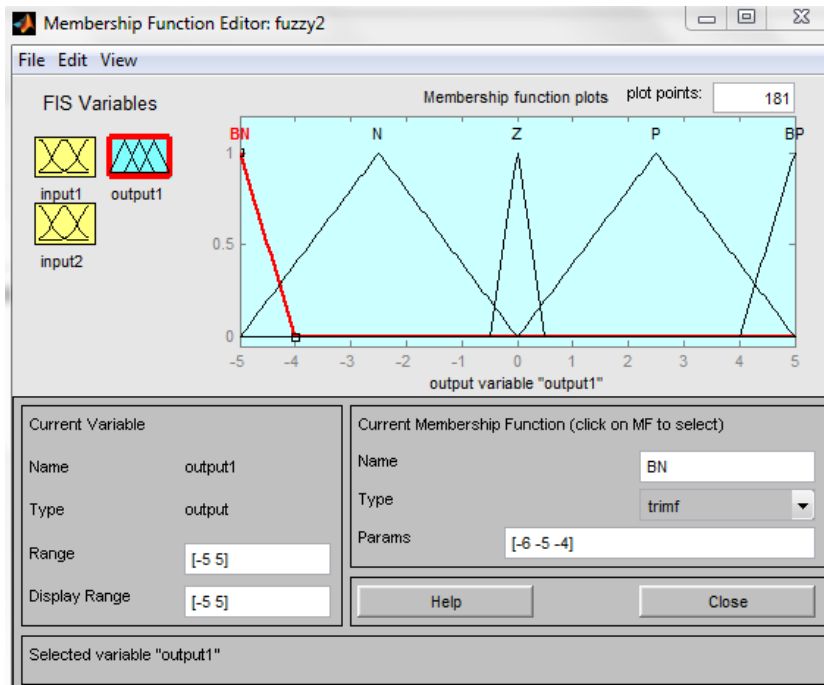 Membership Function Editor: fuzzy2
File Edit View
FIS Variables
Membership function plots plot points: 181
BN N Z P BP
1
0.5
0
input1 output1
input2
-5 -4 -3 -2 -1 0 1 2 3 4 5
output variable "output1"
Current Variable
Name output1
Type output
Range [-5 5]
Display Range [-5 5]
Current Membership Function (click on MF to select)
Name BN
Type trimf
Params [-6 -5 -4]
Help Close
Selected variable "output1"